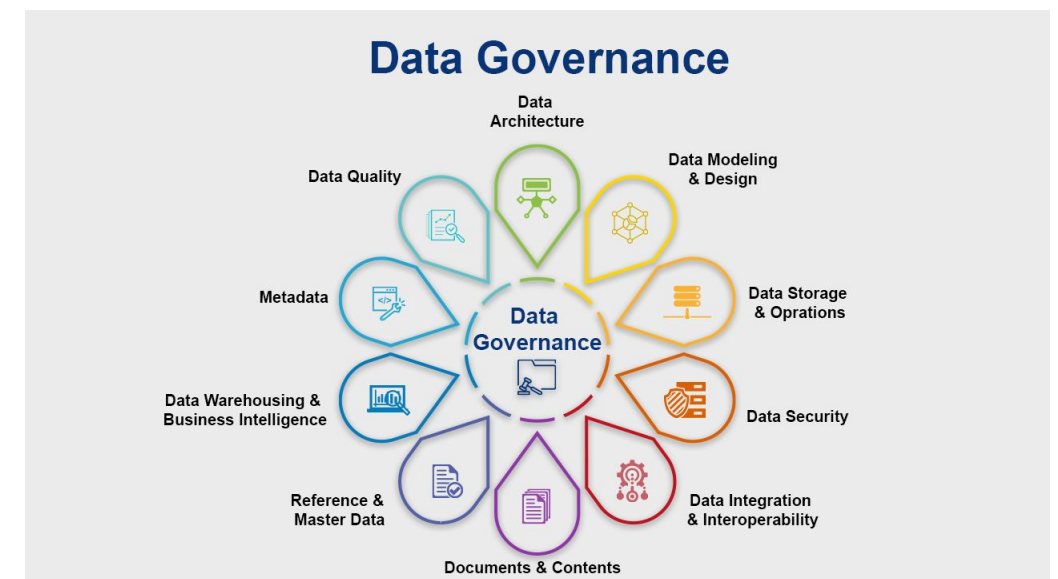 Data Governance
Data
Architecture
Data Modeling
& Design
Data Quality
Data Storage
& Oprations
Metadata
Data
Governance
</>
Data Security
Data Warehousing &
Business Intelligence
Data Integration
& Interoperability
Reference &
Master Data
Documents & Contents